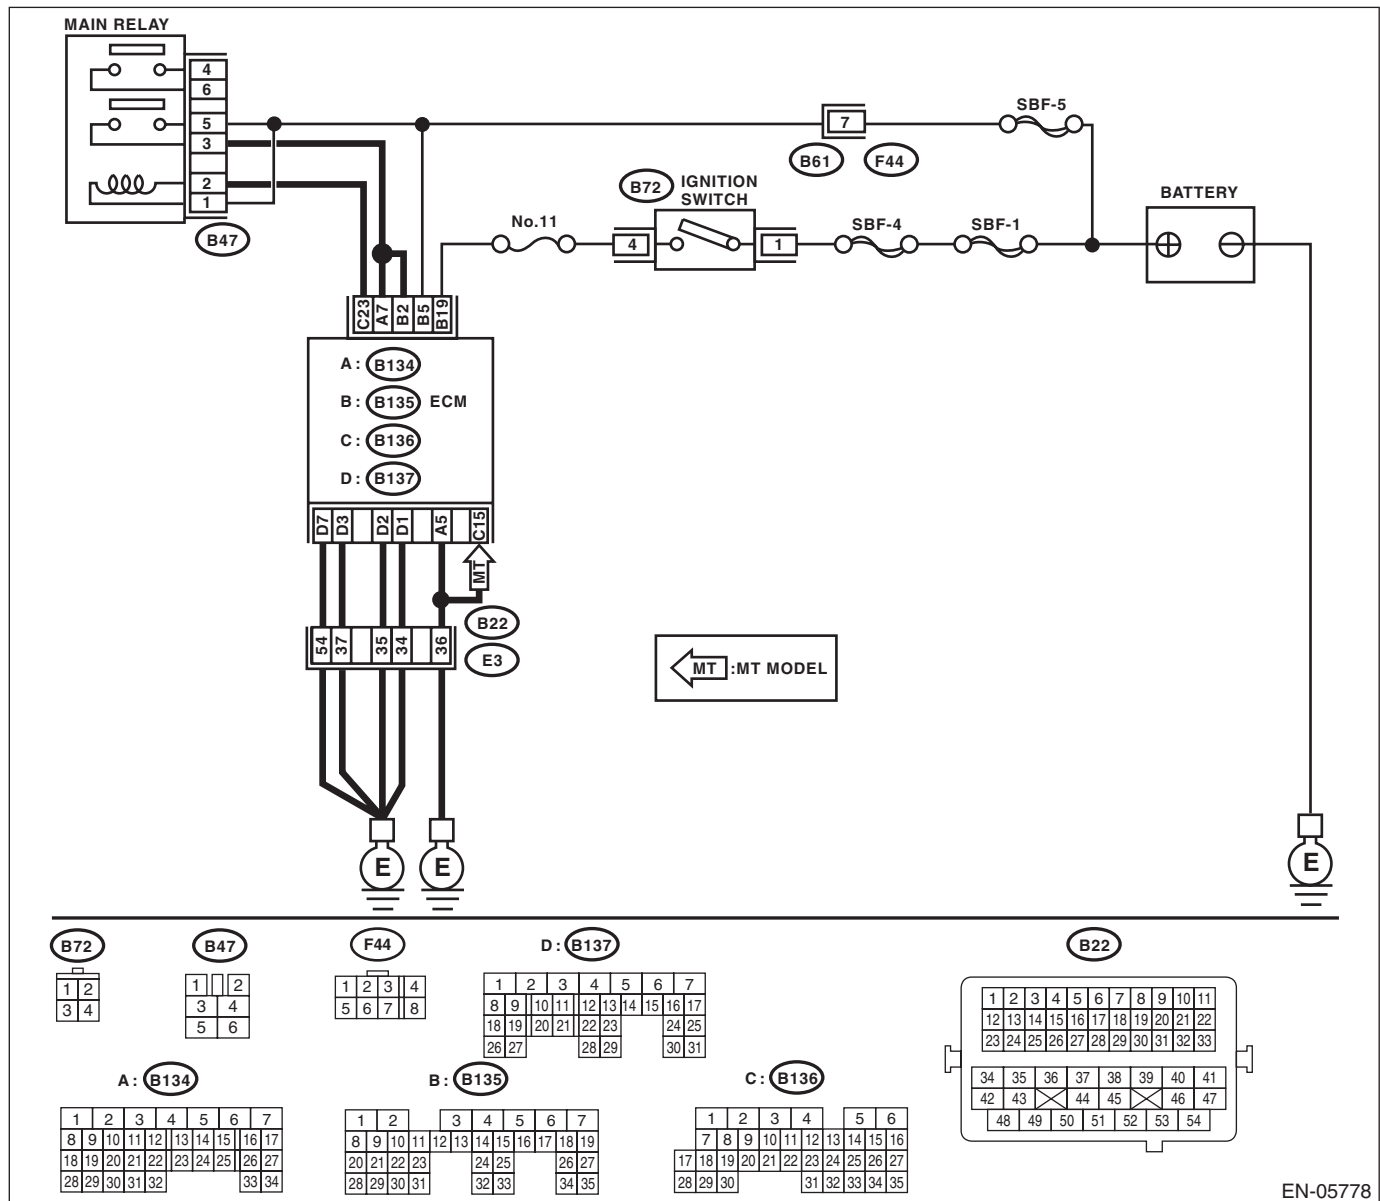 MAIN RELAY
4
6
5
3
2
1
B47
SBF-5
7
B61
F44
B72
IGNITION
SWITCH
No.11
4
1
SBF-4
SBF-1
BATTERY
C23
A7
B2
B5
B19
A: B134
B: B135 ECM
C: B136
D: B137
D7
D3
D2
D1
A5
C15
MT
B22
54
37
35
34
36
E3
MT :MT MODEL
E
E
E
B72
B47
F44
D: B137
B22
1 2
3 4
1 2
3 4
5 6
1 2 3 4
5 6 7 8
1 2 3 4 5 6 7
8 9 10 11 12 13 14 15 16 17
18 19 20 21 22 23 24 25
26 27 28 29 30 31
1 2 3 4 5 6 7 8 9 10 11
12 13 14 15 16 17 18 19 20 21 22
23 24 25 26 27 28 29 30 31 32 33
34 35 36 37 38 39 40 41
42 43 44 45 46 47
48 49 50 51 52 53 54
A: B134
B: B135
C: B136
1 2 3 4 5 6 7
8 9 10 11 12 13 14 15 16 17
18 19 20 21 22 23 24 25 26 27
28 29 30 31 32 33 34
1 2 3 4 5 6 7
8 9 10 11 12 13 14 15 16 17 18 19
20 21 22 23 24 25 26 27
28 29 30 31 32 33 34 35
1 2 3 4 5 6
7 8 9 10 11 12 13 14 15 16
17 18 19 20 21 22 23 24 25 26 27
28 29 30 31 32 33 34 35
EN-05778